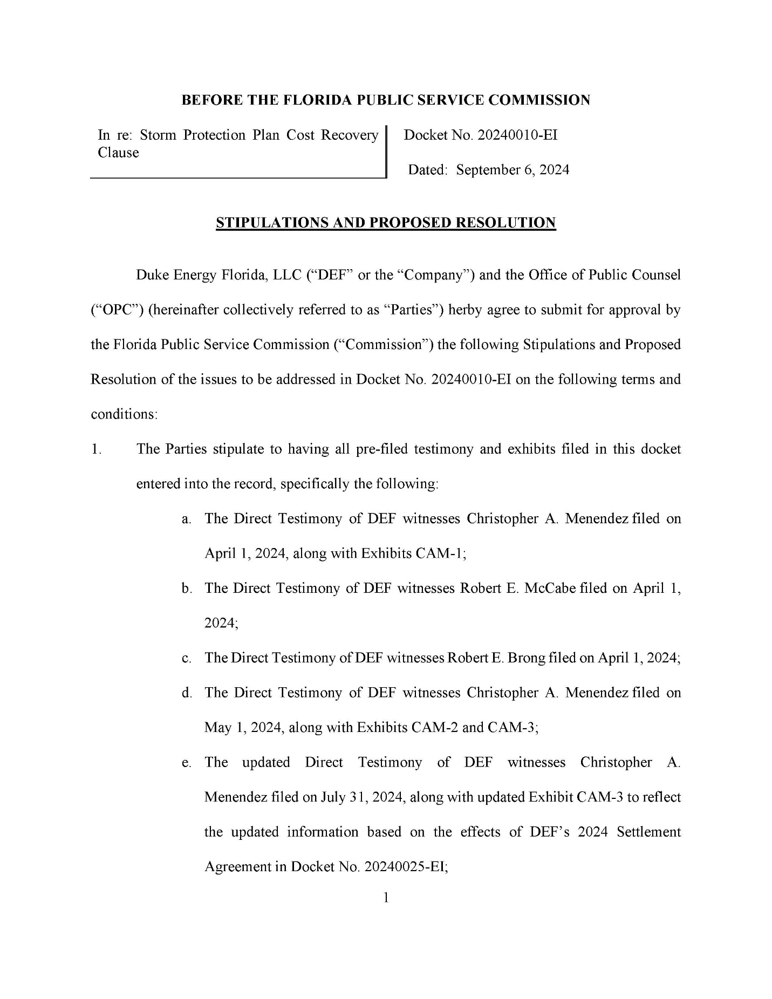 BEFORE THE FLORIDA PUBLIC SERVICE COMMISSION
In re: Storm Protection Plan Cost Recovery
Clause
Docket No. 20240010-EI
Dated: September 6, 2024
STIPULATIONS AND PROPOSED RESOLUTION
Duke Energy Florida, LLC (“DEF” or the “Company”) and the Office of Public Counsel
(“OPC”) (hereinafter collectively referred to as “Parties”) herby agree to submit for approval by
the Florida Public Service Commission (“Commission”) the following Stipulations and Proposed
Resolution of the issues to be addressed in Docket No. 20240010-EI on the following terms and
conditions:
1. The Parties stipulate to having all pre-filed testimony and exhibits filed in this docket
entered into the record, specifically the following:
a. The Direct Testimony of DEF witnesses Christopher A. Menendez filed on
April 1, 2024, along with Exhibits CAM-1;
b. The Direct Testimony of DEF witnesses Robert E. McCabe filed on April 1,
2024;
c. The Direct Testimony of DEF witnesses Robert E. Brong filed on April 1, 2024;
d. The Direct Testimony of DEF witnesses Christopher A. Menendez filed on
May 1, 2024, along with Exhibits CAM-2 and CAM-3;
e. The updated Direct Testimony of DEF witnesses Christopher A.
Menendez filed on July 31, 2024, along with updated Exhibit CAM-3 to reflect
the updated information based on the effects of DEF’s 2024 Settlement
Agreement in Docket No. 20240025-EI;
1